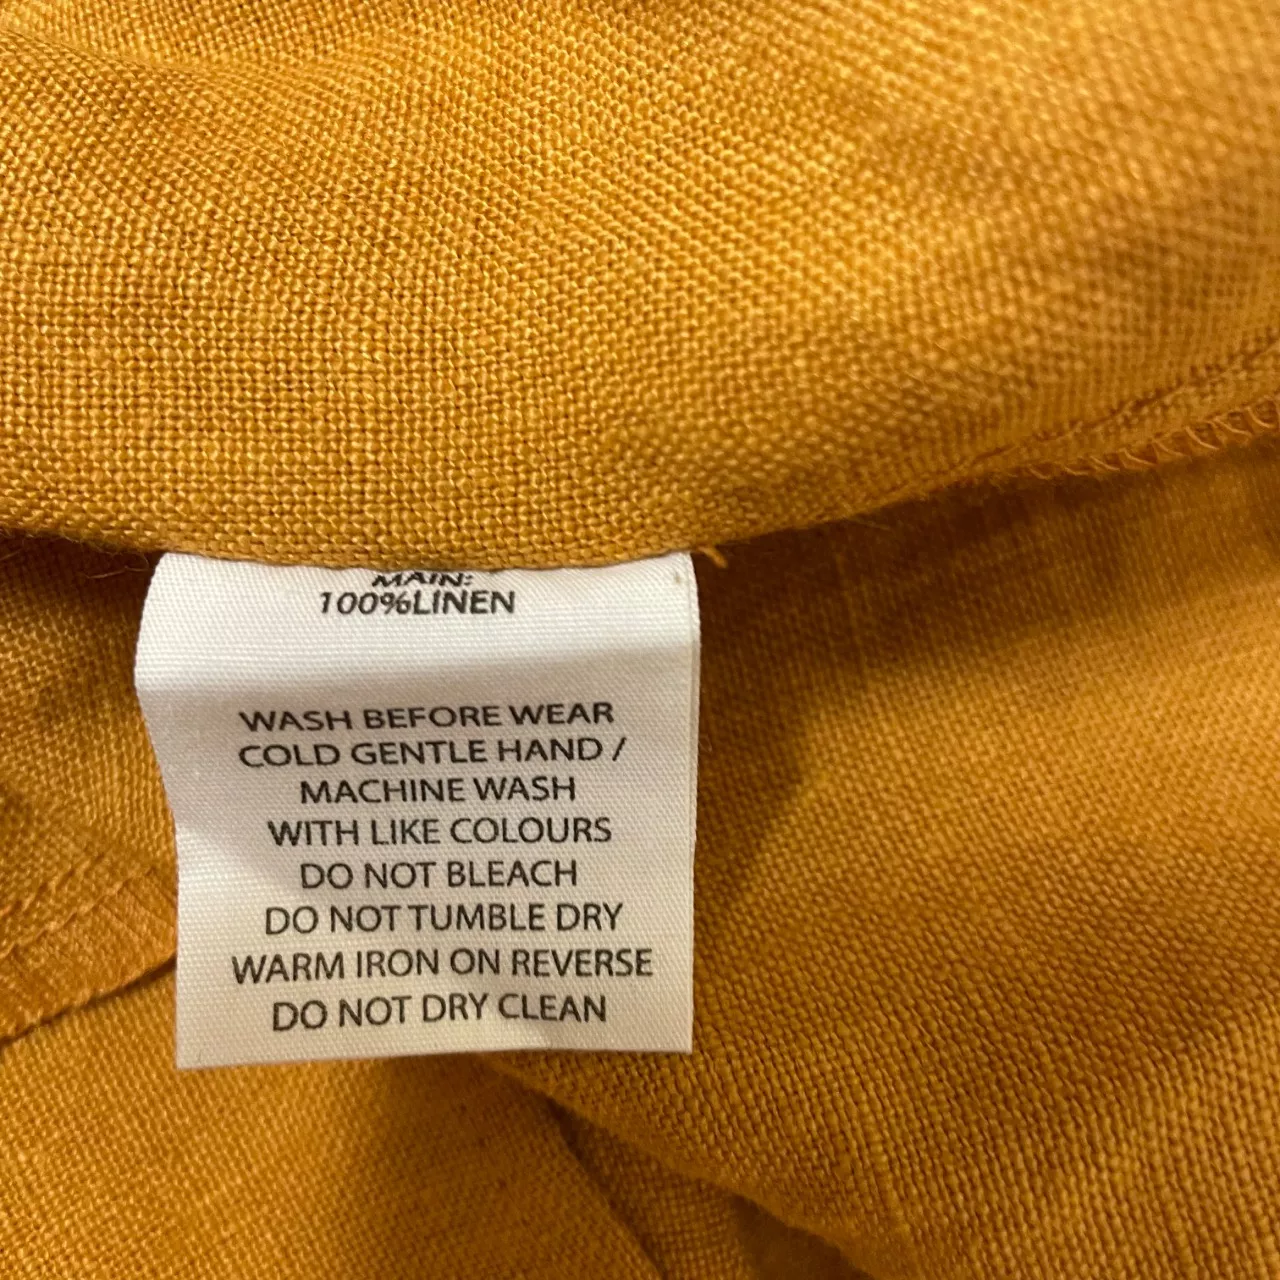 MAIN:
100%LINEN
WASH BEFORE WEAR
COLD GENTLE HAND /
MACHINE WASH
WITH LIKE COLOURS
DO NOT BLEACH
DO NOT TUMBLE DRY
WARM IRON ON REVERSE
DO NOT DRY CLEAN